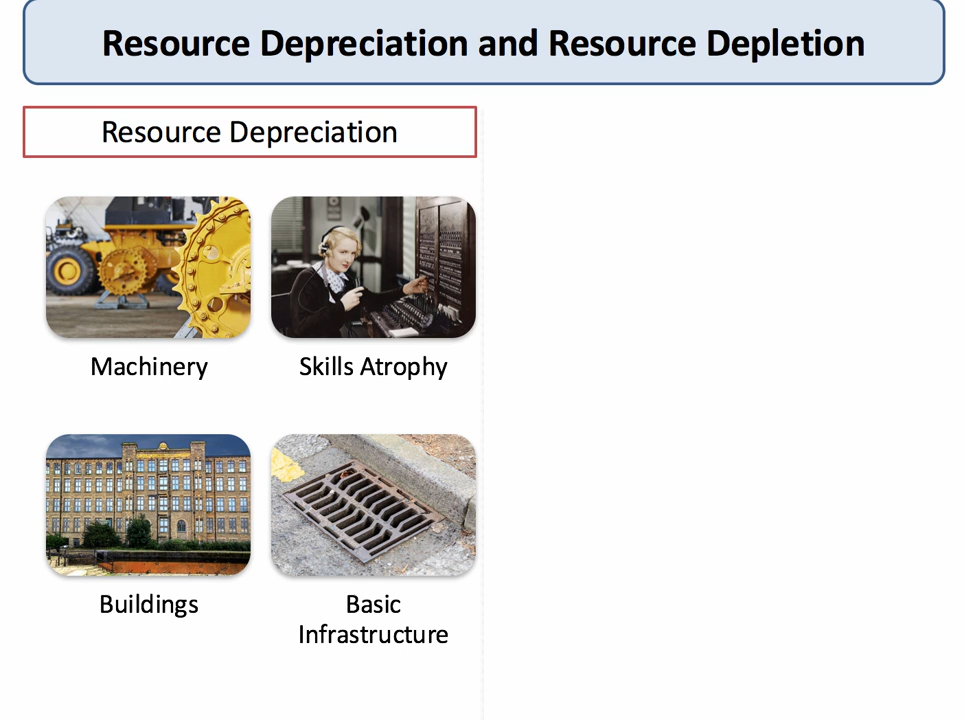 Resource Depreciation and Resource Depletion
Resource Depreciation
Machinery
Skills Atrophy
Buildings
Basic
Infrastructure